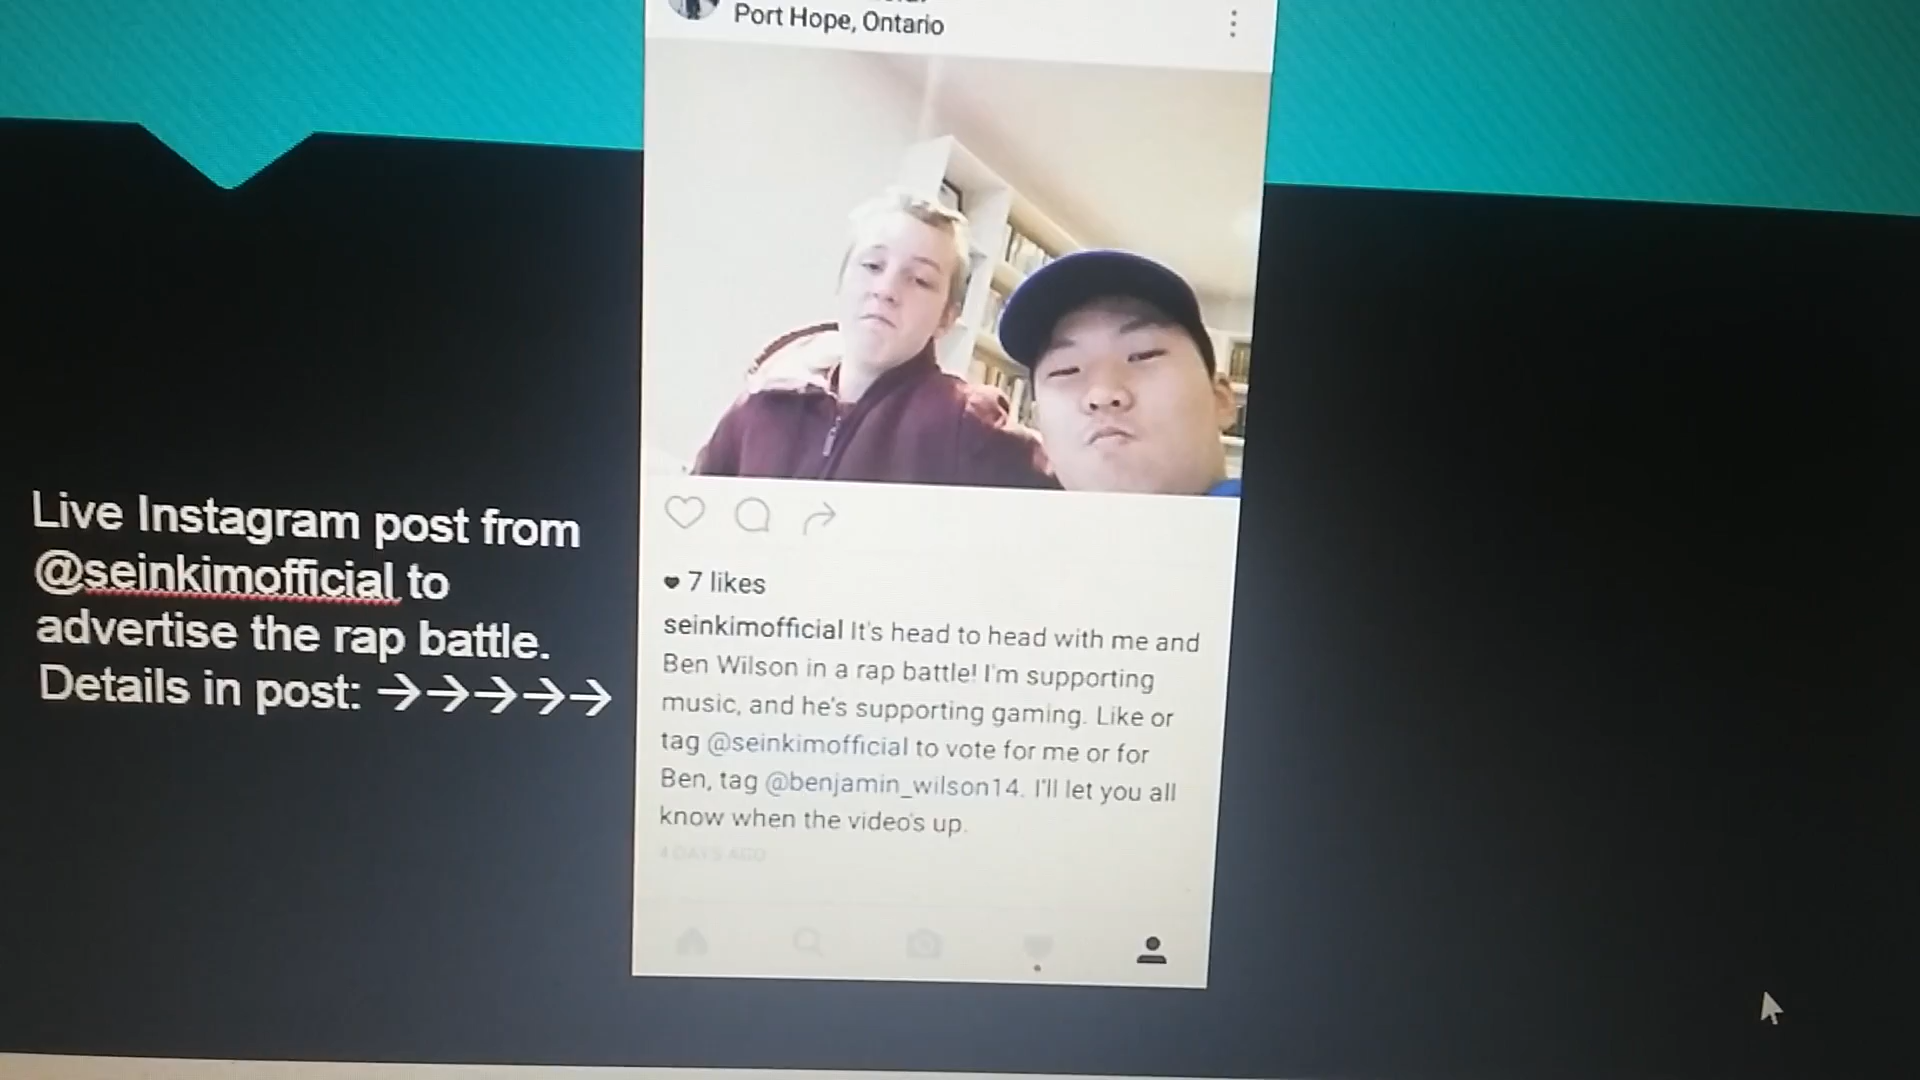 Port Hope, Ontario
Live Instagram post from
@seinkimofficial to
advertise the rap battle.
Details in post: →→→→→
7 likes
seinkimofficial It's head to head with me and
Ben Wilson in a rap battle! I'm supporting
music, and he's supporting gaming. Like or
tag @seinkimofficial to vote for me or for
Ben, tag @benjamin_wilson14. I'll let you all
know when the video's up.
4 DAYS AGO